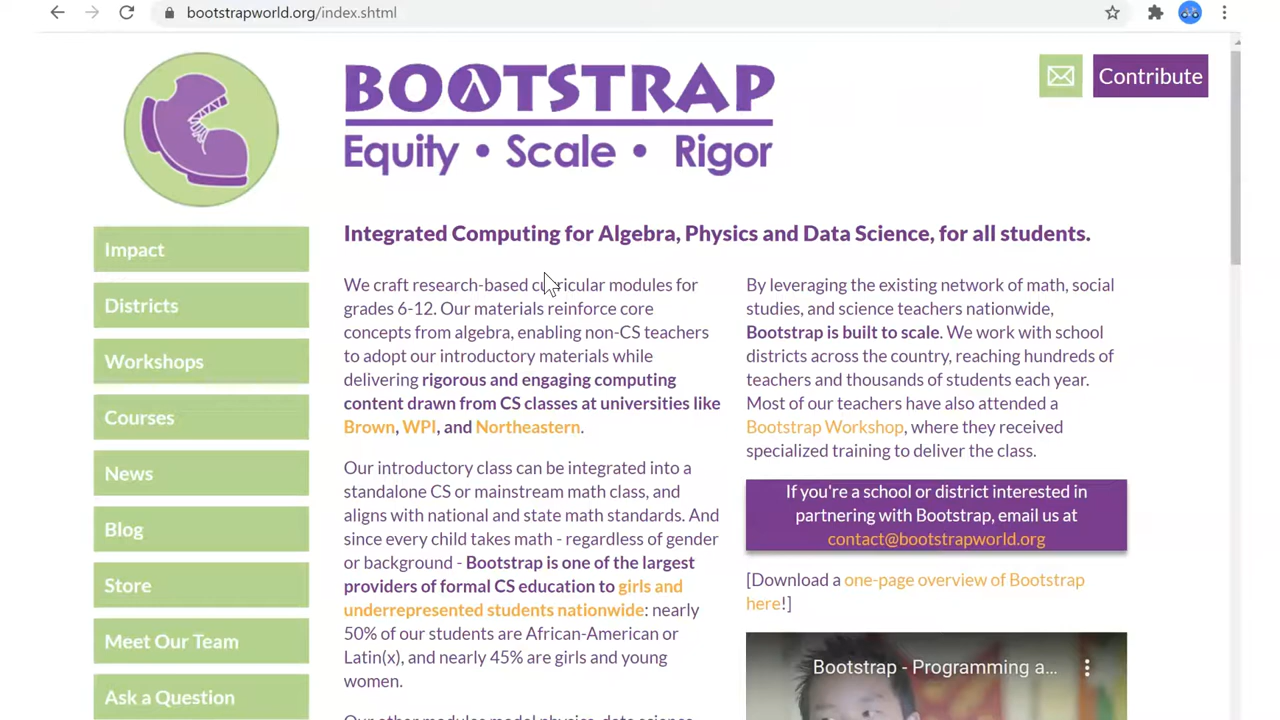 bootstrapworld.org/index.shtml
BOOTSTRAP
Equity • Scale • Rigor
Contribute
Impact
Districts
Workshops
Courses
News
Blog
Store
Meet Our Team
Ask a Question
Integrated Computing for Algebra, Physics and Data Science, for all students.
We craft research-based curricular modules for
grades 6-12. Our materials reinforce core
concepts from algebra, enabling non-CS teachers
to adopt our introductory materials while
delivering rigorous and engaging computing
content drawn from CS classes at universities like
Brown, WPI, and Northeastern.
Our introductory class can be integrated into a
standalone CS or mainstream math class, and
aligns with national and state math standards. And
since every child takes math - regardless of gender
or background - Bootstrap is one of the largest
providers of formal CS education to girls and
underrepresented students nationwide: nearly
50% of our students are African-American or
Latin(x), and nearly 45% are girls and young
women.
Our other modules model physics, data science
By leveraging the existing network of math, social
studies, and science teachers nationwide,
Bootstrap is built to scale. We work with school
districts across the country, reaching hundreds of
teachers and thousands of students each year.
Most of our teachers have also attended a
Bootstrap Workshop, where they received
specialized training to deliver the class.
If you're a school or district interested in
partnering with Bootstrap, email us at
contact@bootstrapworld.org
[Download a one-page overview of Bootstrap
here!]
Bootstrap - Programming a...